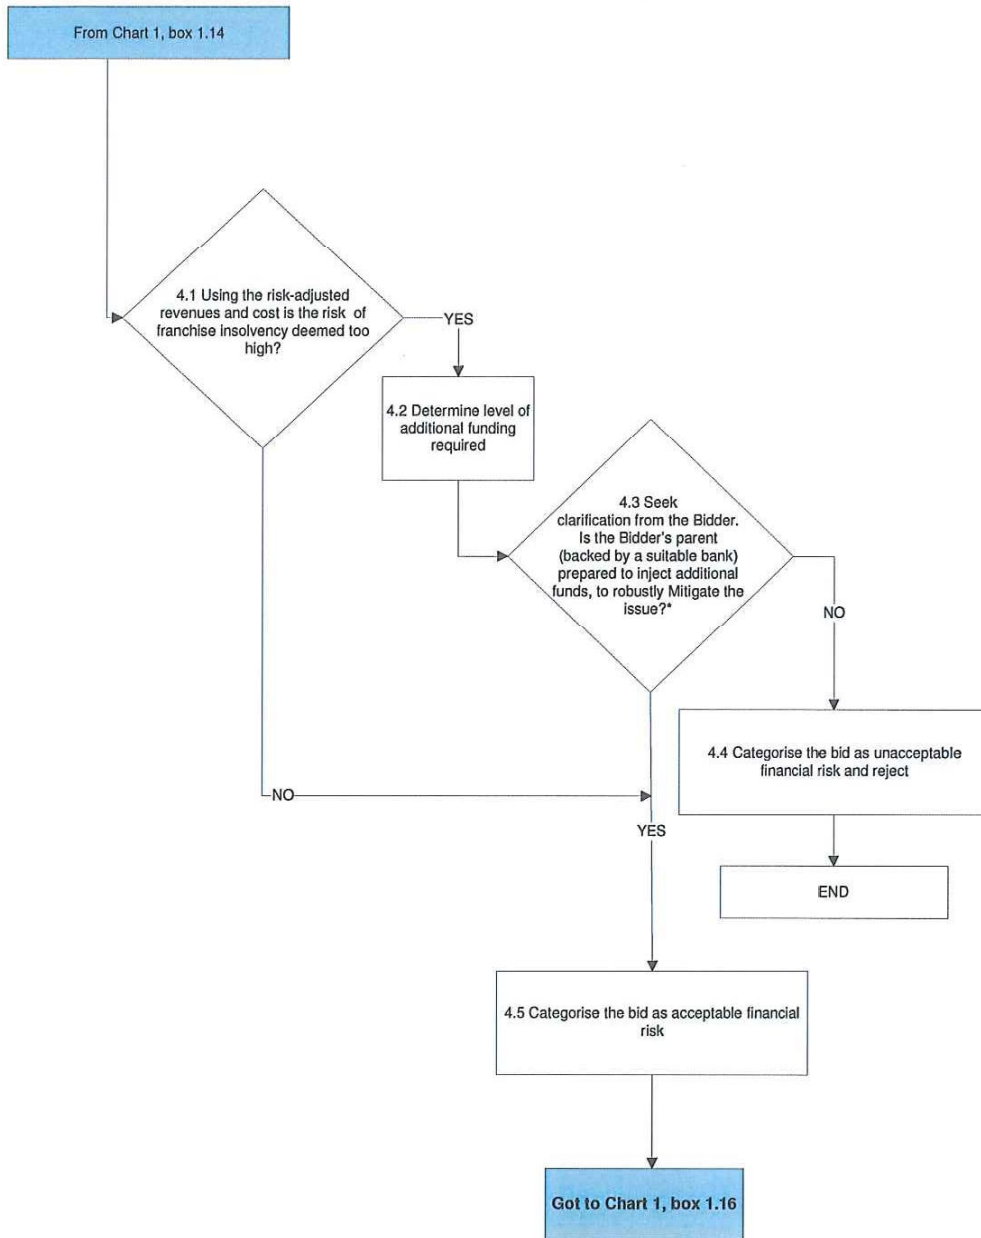 From Chart 1, box 1.14
4.1 Using the risk-adjusted
revenues and cost is the risk of
franchise insolvency deemed too
high?
YES
4.2 Determine level of
additional funding
required
4.3 Seek
clarification from the Bidder.
Is the Bidder's parent
(backed by a suitable bank)
prepared to inject additional
funds, to robustly Mitigate the
issue?*
NO
4.4 Categorise the bid as unacceptable
financial risk and reject
NO
YES
END
4.5 Categorise the bid as acceptable financial
risk
Got to Chart 1, box 1.16